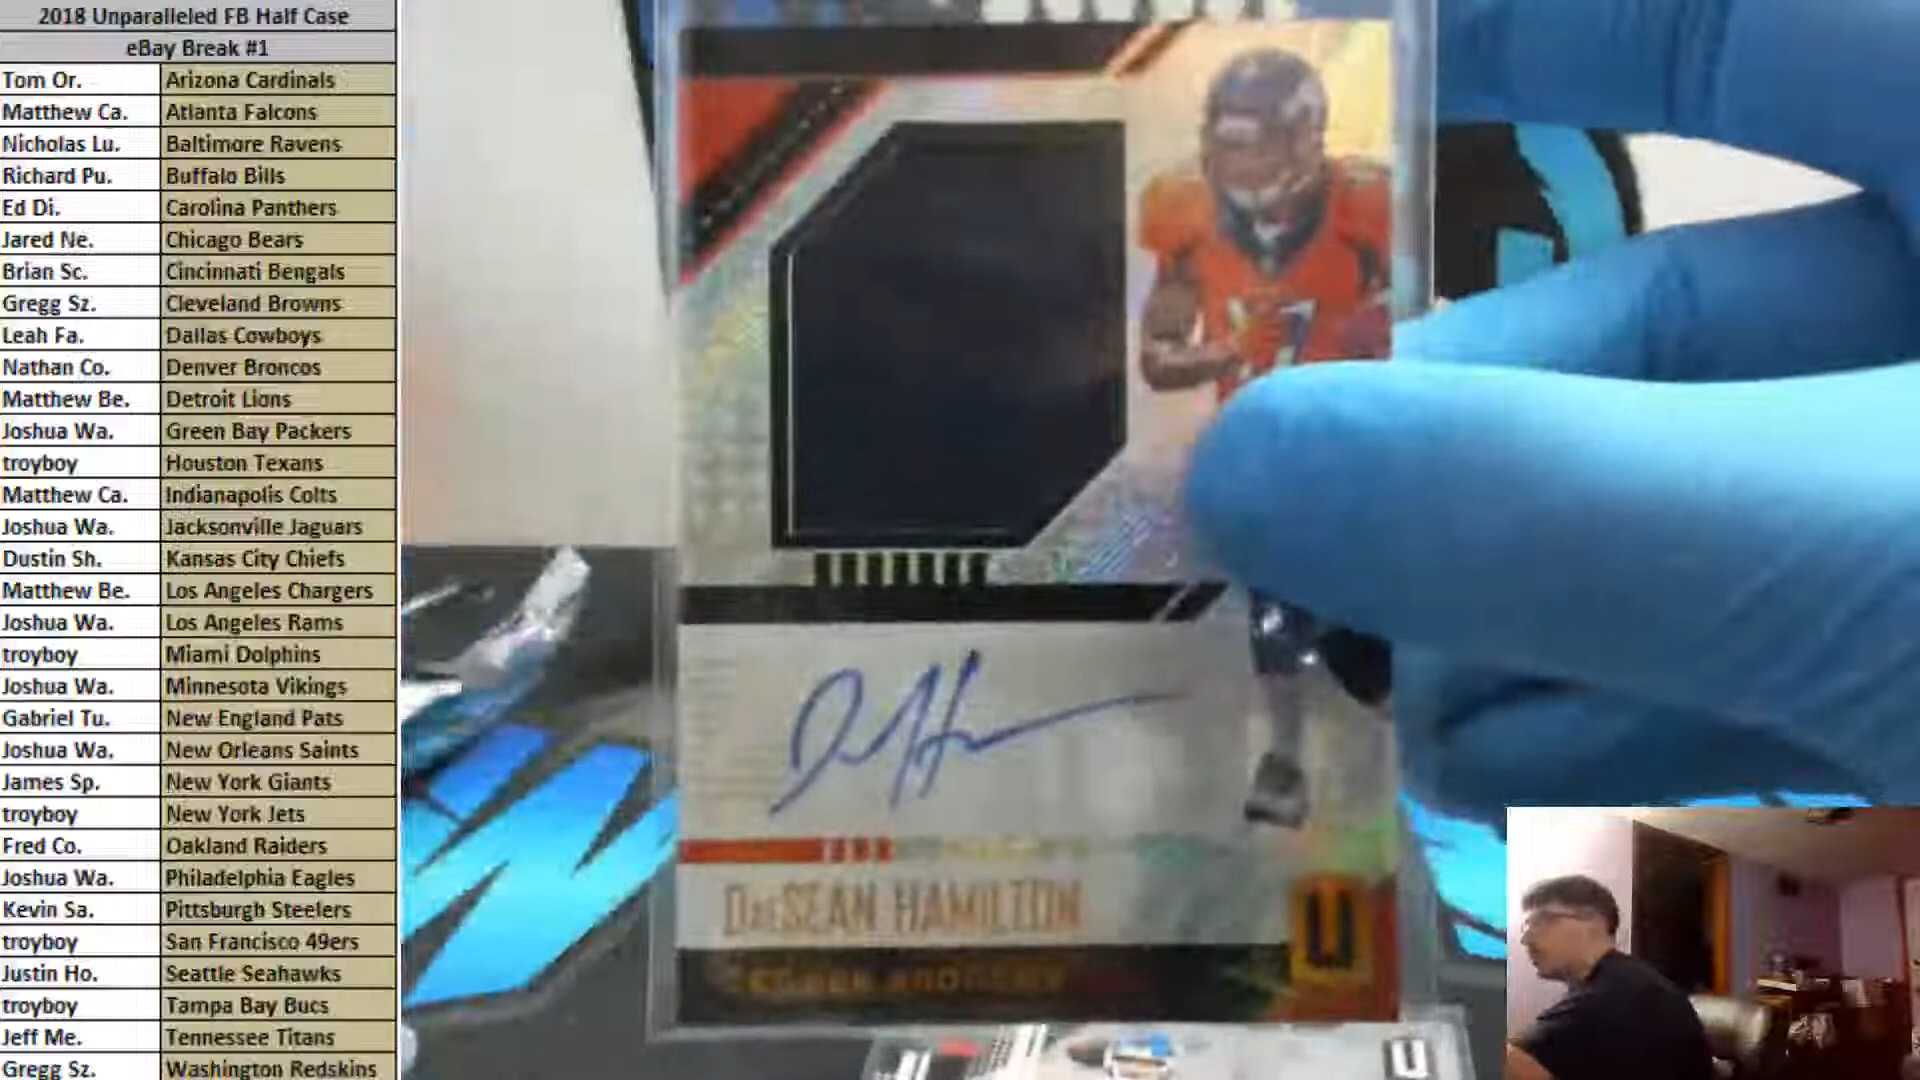 2018 Unparalleled FB Half Case
eBay Break #1
Tom Or. Arizona Cardinals
Matthew Ca. Atlanta Falcons
Nicholas Lu. Baltimore Ravens
Richard Pu. Buffalo Bills
Ed Di. Carolina Panthers
Jared Ne. Chicago Bears
Brian Sc. Cincinnati Bengals
Gregg Sz. Cleveland Browns
Leah Fa. Dallas Cowboys
Nathan Co. Denver Broncos
Matthew Be. Detroit Lions
Joshua Wa. Green Bay Packers
troyboy Houston Texans
Matthew Ca. Indianapolis Colts
Joshua Wa. Jacksonville Jaguars
Dustin Sh. Kansas City Chiefs
Matthew Be. Los Angeles Chargers
Joshua Wa. Los Angeles Rams
troyboy Miami Dolphins
Joshua Wa. Minnesota Vikings
Gabriel Tu. New England Pats
Joshua Wa. New Orleans Saints
James Sp. New York Giants
troyboy New York Jets
Fred Co. Oakland Raiders
Joshua Wa. Philadelphia Eagles
Kevin Sa. Pittsburgh Steelers
troyboy San Francisco 49ers
Justin Ho. Seattle Seahawks
troyboy Tampa Bay Bucs
Jeff Me. Tennessee Titans
Gregg Sz. Washington Redskins
17
DaeSEAN HAMILTON
U
DENVER BRONCOS
U